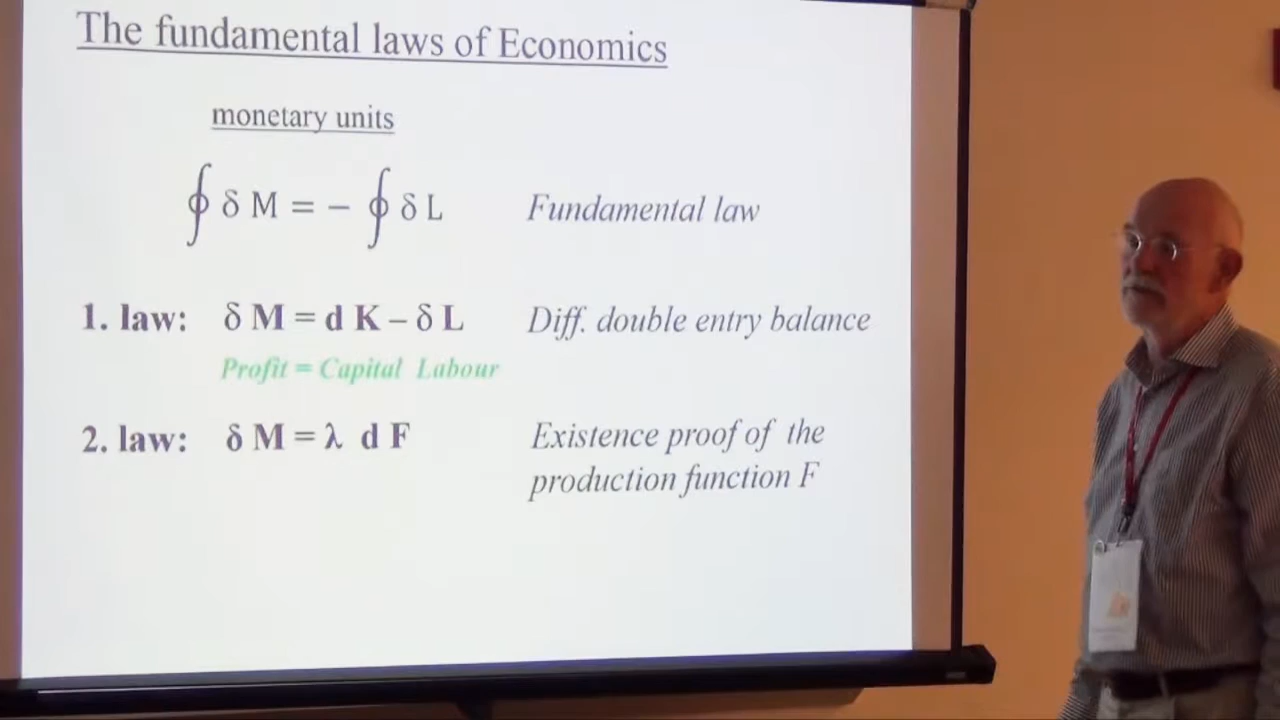 The fundamental laws of Economics
monetary units
∮ δ M = − ∮ δ L Fundamental law
1. law: δ M = d K – δ L Diff. double entry balance
Profit = Capital Labour
2. law: δ M = λ d F Existence proof of the
production function F